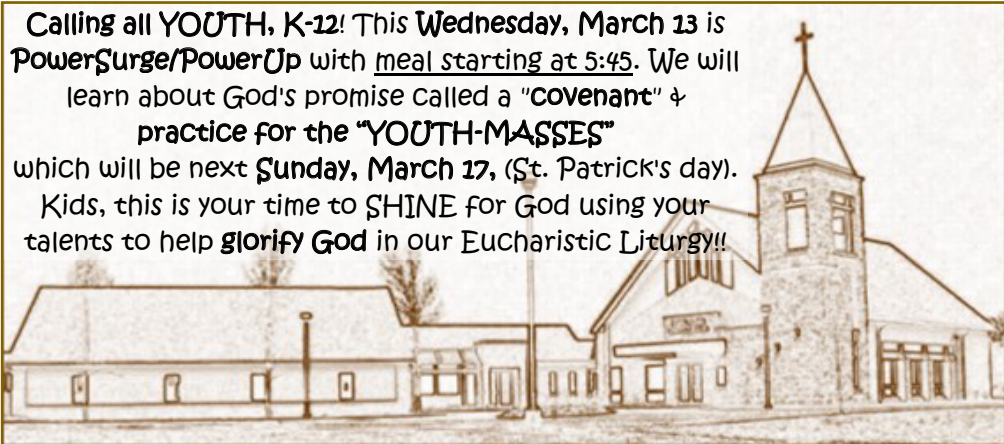 Calling all YOUTH, K-12! This Wednesday, March 13 is
PowerSurge/PowerUp with meal starting at 5:45. We will
learn about God's promise called a "covenant" &
practice for the “YOUTH-MASSES”
which will be next Sunday, March 17, (St. Patrick's day).
Kids, this is your time to SHINE for God using your
talents to help glorify God in our Eucharistic Liturgy!!